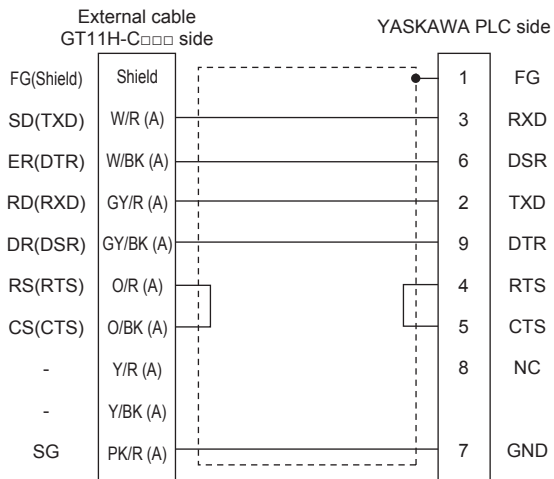 External cable
GT11H-C□□□ side
YASKAWA PLC side
FG(Shield) Shield 1 FG
SD(TXD) W/R (A) 3 RXD
ER(DTR) W/BK (A) 6 DSR
RD(RXD) GY/R (A) 2 TXD
DR(DSR) GY/BK (A) 9 DTR
RS(RTS) O/R (A) 4 RTS
CS(CTS) O/BK (A) 5 CTS
- Y/R (A) 8 NC
- Y/BK (A)
SG PK/R (A) 7 GND